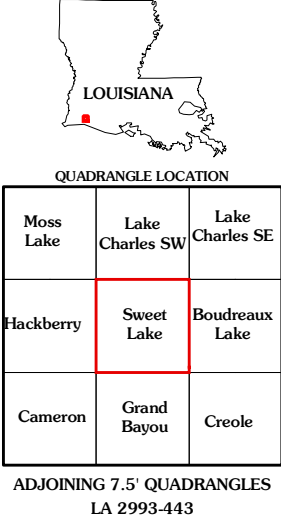 LOUISIANA
QUADRANGLE LOCATION
Moss
Lake
Lake
Charles SW
Lake
Charles SE
Hackberry
Sweet
Lake
Boudreaux
Lake
Cameron
Grand
Bayou
Creole
ADJOINING 7.5' QUADRANGLES
LA 2993-443